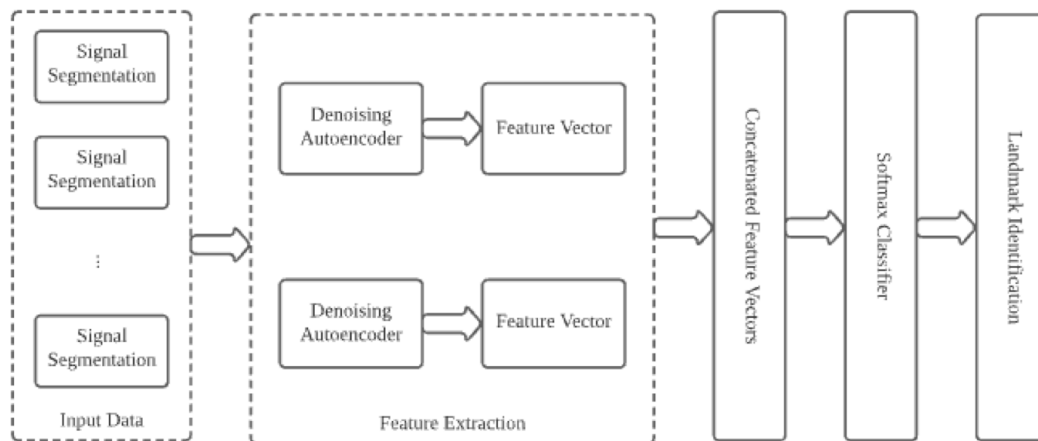 Signal
Segmentation
Signal
Segmentation
...
Signal
Segmentation
Input Data
Denoising
Autoencoder
Feature Vector
Denoising
Autoencoder
Feature Vector
Feature Extraction
Concatenated Feature Vectors
Softmax Classifier
Landmark Identification